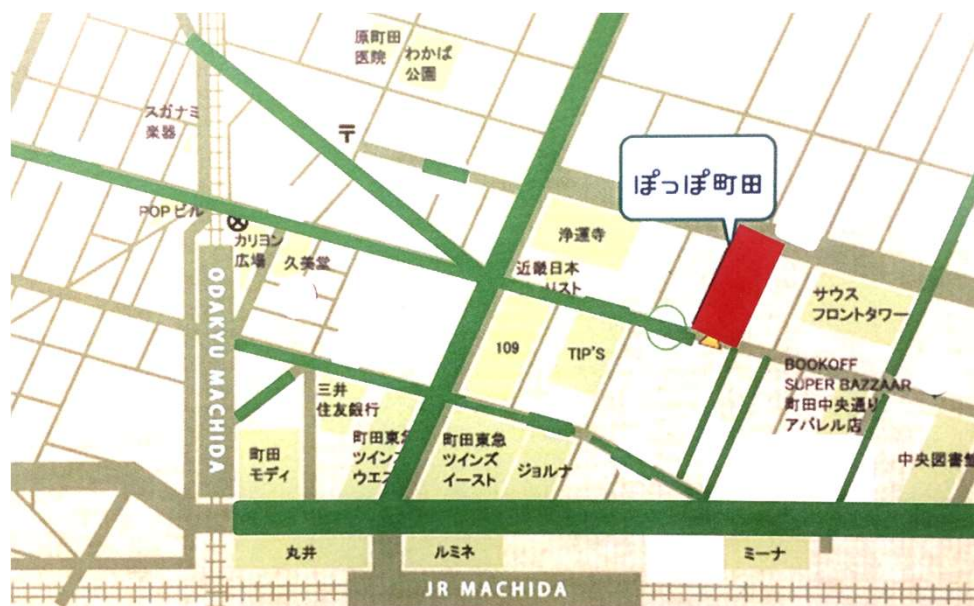 原町田
医院
わかば
公園
スガナミ
楽器
〒
ぽっぽ町田
POPビル
カリヨン
広場
久美堂
浄運寺
近畿日本
リスト
サウス
フロントタワー
ODAKYU MACHIDA
109
TIP'S
BOOKOFF
SUPER BAZZAAR
町田中央通り
アパレル店
三井
住友銀行
町田
モディ
町田東急
ツインズ
ウエス
町田東急
ツインズ
イースト
ジョルナ
中央図書館
丸井
ルミネ
ミーナ
JR MACHIDA